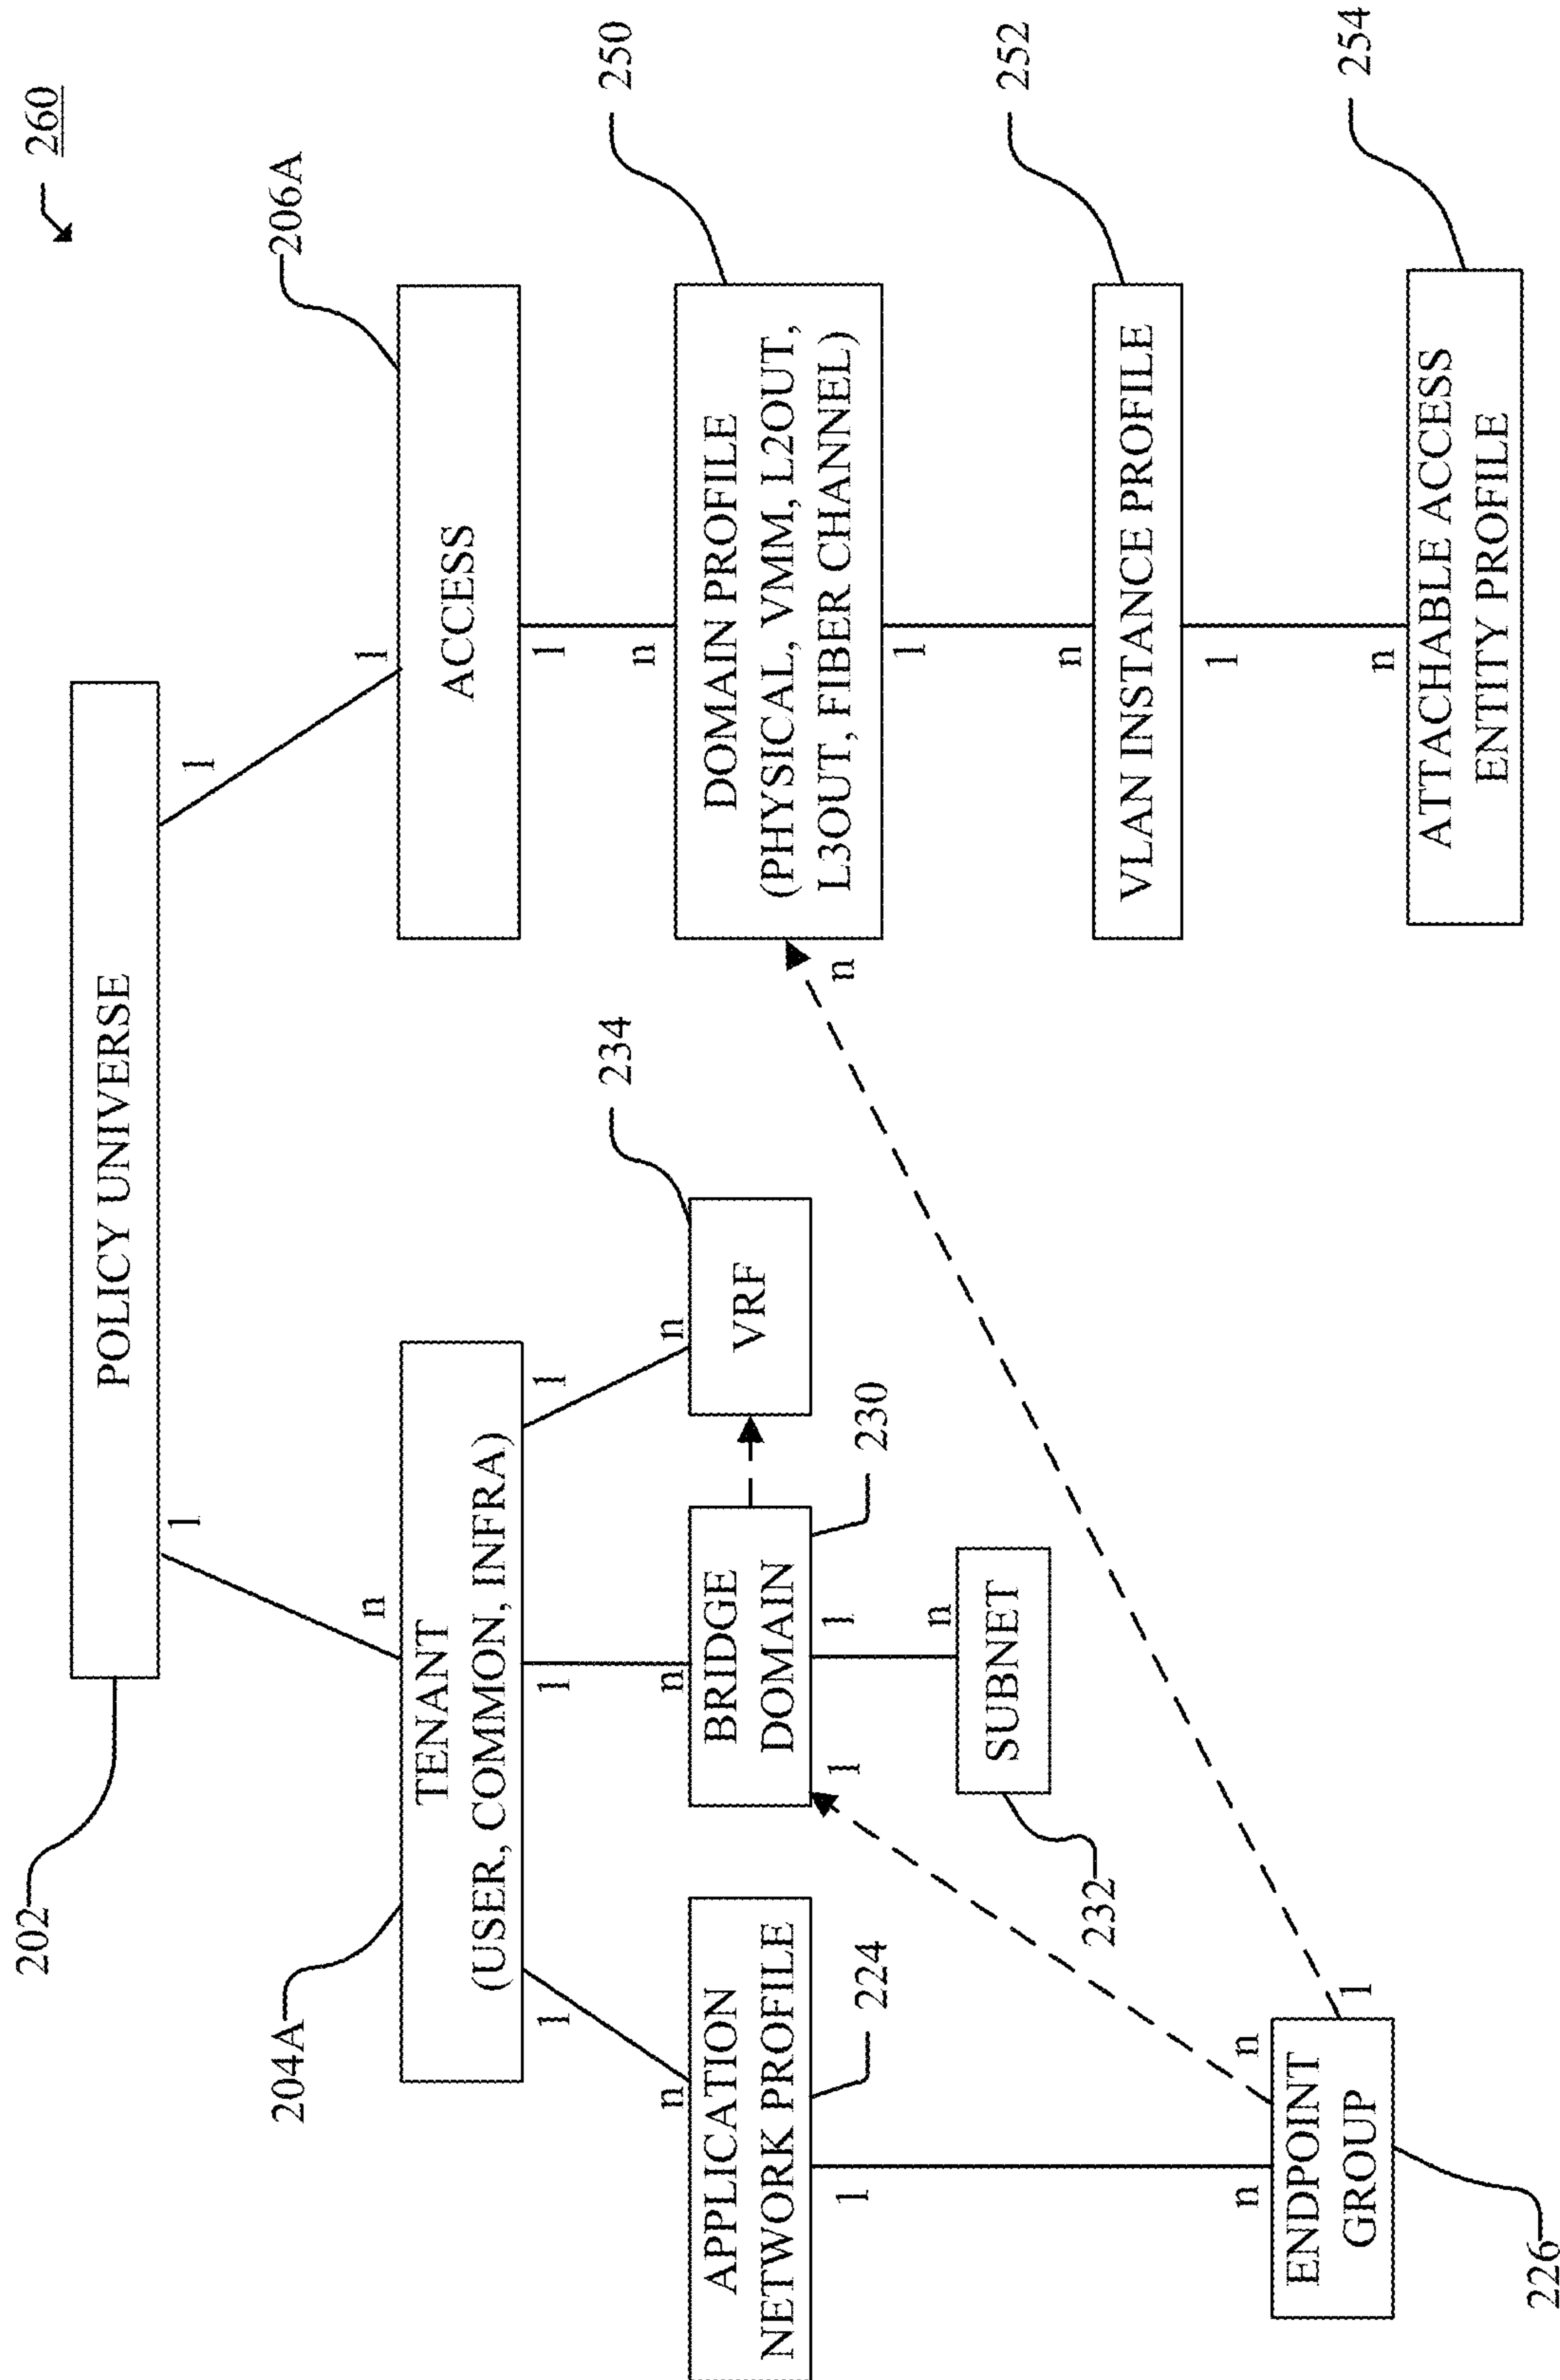 260
POLICY UNIVERSE
202
1
1
n
1
204A
TENANT
(USER, COMMON, INFRA)
206A
ACCESS
1
1
1
1
n
n
n
n
APPLICATION
NETWORK PROFILE
224
BRIDGE
DOMAIN
230
VRF
234
DOMAIN PROFILE
(PHYSICAL, VMM, L2OUT,
L3OUT, FIBER CHANNEL)
250
1
1
1
n
1
n
SUBNET
232
n
VLAN INSTANCE PROFILE
252
1
n
n
1
n
ENDPOINT
GROUP
226
ATTACHABLE ACCESS
ENTITY PROFILE
254